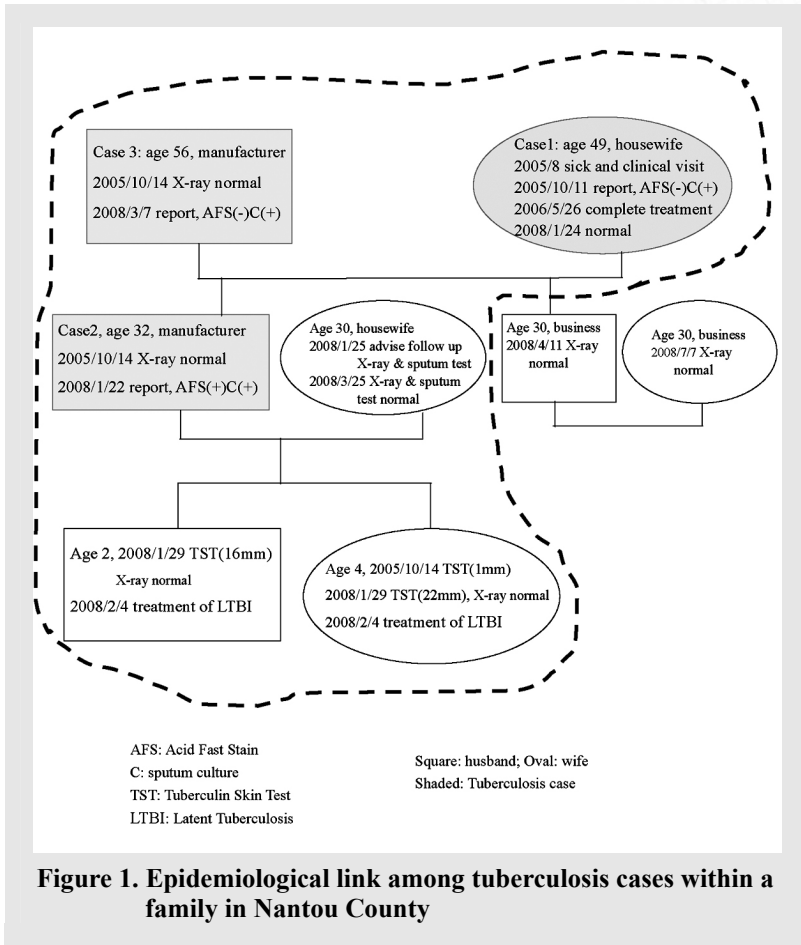 Case 3: age 56, manufacturer
2005/10/14 X-ray normal
2008/3/7 report, AFS(-)C(+)
Case1: age 49, housewife
2005/8 sick and clinical visit
2005/10/11 report, AFS(-)C(+)
2006/5/26 complete treatment
2008/1/24 normal
Case2, age 32, manufacturer
2005/10/14 X-ray normal
2008/1/22 report, AFS(+)C(+)
Age 30, housewife
2008/1/25 advise follow up
X-ray & sputum test
2008/3/25 X-ray & sputum
test normal
Age 30, business
2008/4/11 X-ray
normal
Age 30, business
2008/7/7 X-ray
normal
Age 2, 2008/1/29 TST(16mm)
X-ray normal
2008/2/4 treatment of LTBI
Age 4, 2005/10/14 TST(1mm)
2008/1/29 TST(22mm), X-ray normal
2008/2/4 treatment of LTBI
AFS: Acid Fast Stain
C: sputum culture
TST: Tuberculin Skin Test
LTBI: Latent Tuberculosis
Square: husband; Oval: wife
Shaded: Tuberculosis case
Figure 1. Epidemiological link among tuberculosis cases within a
family in Nantou County